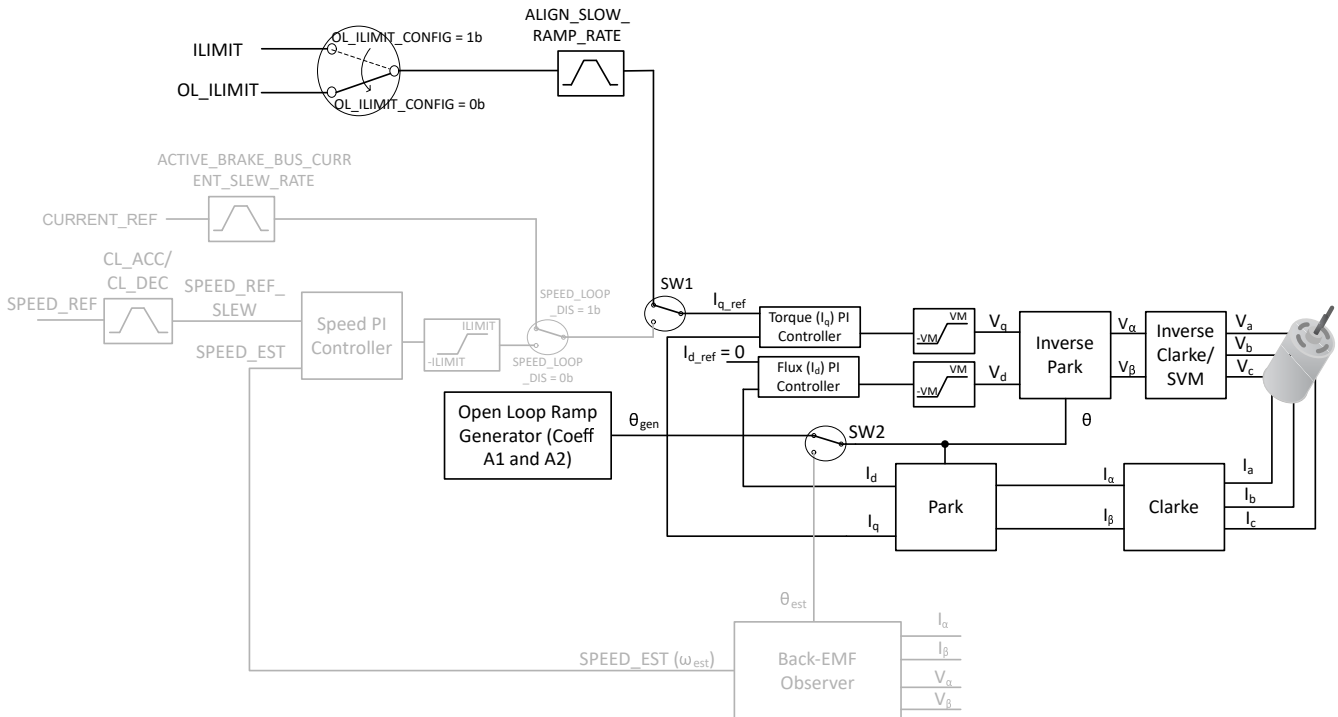 ALIGN_SLOW_
RAMP_RATE
OL_ILIMIT_CONFIG = 1b
ILIMIT
OL_ILIMIT
OL_ILIMIT_CONFIG = 0b
ACTIVE_BRAKE_BUS_CURR
ENT_SLEW_RATE
CURRENT_REF
CL_ACC/
CL_DEC
SPEED_REF
SPEED_REF_
SLEW
SPEED_EST
Speed PI
Controller
ILIMIT
-ILIMIT
SPEED_LOOP
_DIS = 1b
SPEED_LOOP
_DIS = 0b
SW1
Iq_ref
Torque (Iq) PI
Controller
Id_ref = 0
Flux (Id) PI
Controller
VM
-VM
VM
-VM
Vq
Vd
Inverse
Park
Vα
Vβ
Inverse
Clarke/
SVM
Va
Vb
Vc
Open Loop Ramp
Generator (Coeff
A1 and A2)
θgen
SW2
θ
Id
Iq
Park
Iα
Iβ
Clarke
Ia
Ib
Ic
θest
SPEED_EST (ωest)
Back-EMF
Observer
Iα
Iβ
Vα
Vβ